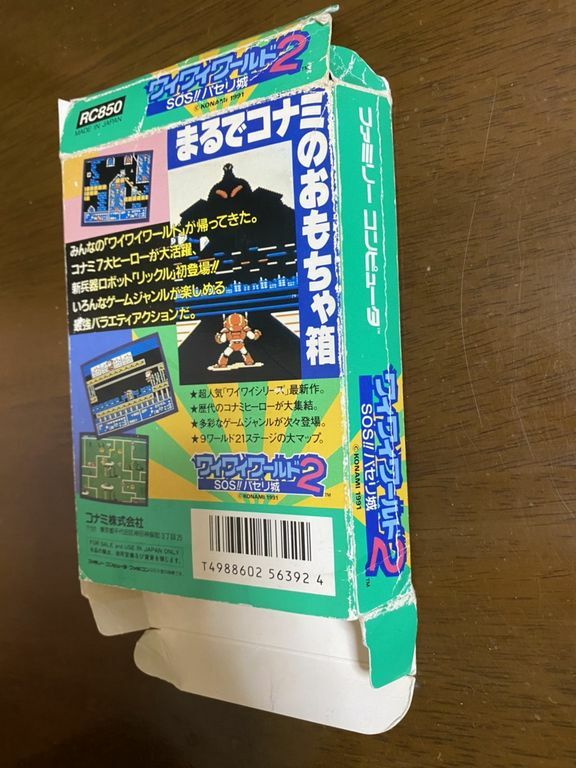 RC850
MADE IN JAPAN
ワイワイワールド2
SOS!! パセリ城
©KONAMI 1991
まるでコナミのおもちゃ箱
みんなの「ワイワイワールド」が帰ってきた。
コナミ7大ヒーローが大活躍、
新兵器ロボット「リックル」初登場!!
いろんなゲームジャンルが楽しめる
最強バラエティアクションだ。
★超人気「ワイワイシリーズ」最新作。
★歴代のコナミヒーローが大集結。
★多彩なゲームジャンルが次々登場。
★9ワールド21ステージの大マップ。
ワイワイワールド2
SOS!! パセリ城
TM
©KONAMI 1991
コナミ株式会社
FOR SALE and USE IN JAPAN ONLY
T4988602 56392 4
ファミリー コンピュータ
TM
ワイワイワールド2
SOS!! パセリ城
TM
©KONAMI 1991